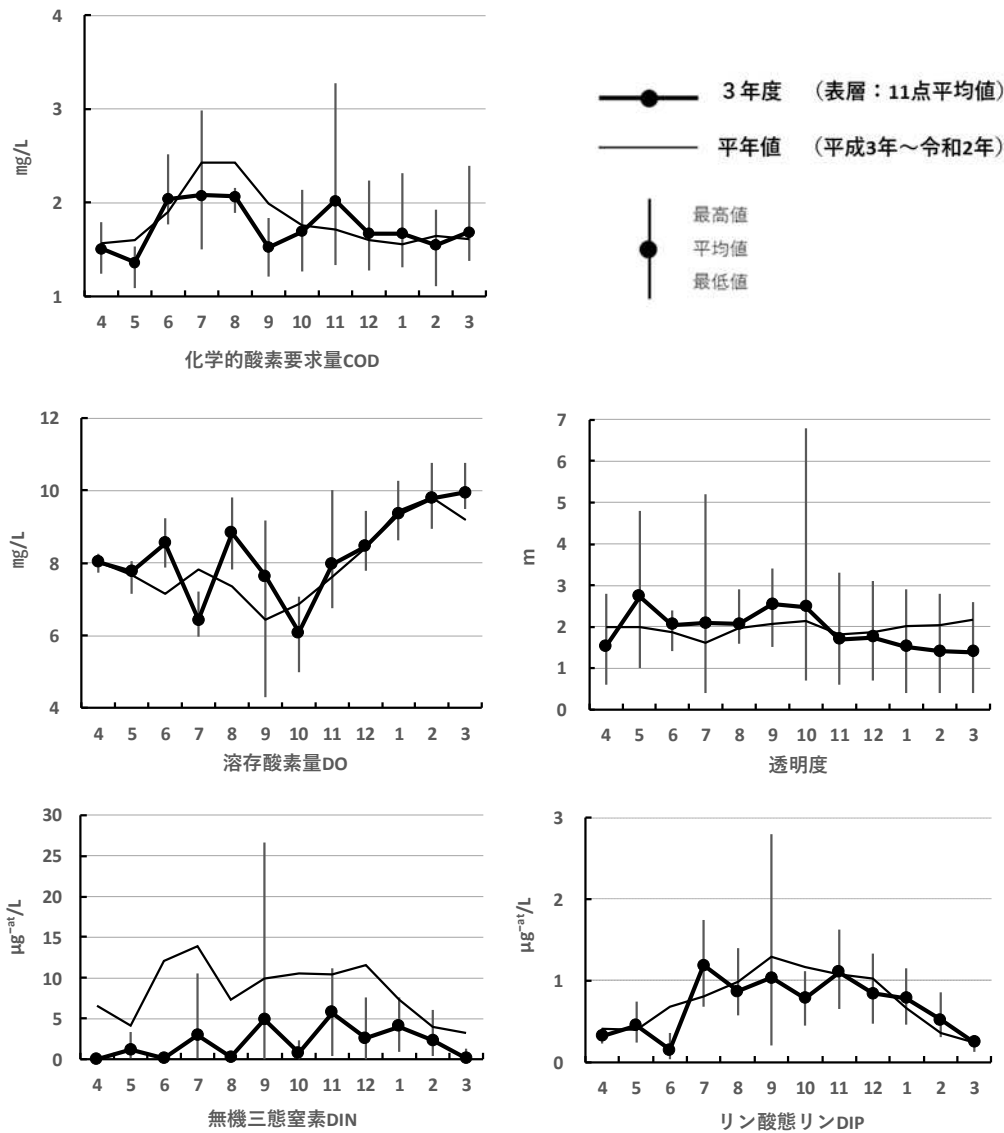 4
3
2
1
mg/L
4 5 6 7 8 9 10 11 12 1 2 3
化学的酸素要求量COD
3年度 (表層:11点平均値)
平年値 (平成3年~令和2年)
最高値
平均値
最低値
12
10
8
6
4
mg/L
4 5 6 7 8 9 10 11 12 1 2 3
溶存酸素量DO
7
6
5
4
3
2
1
0
m
4 5 6 7 8 9 10 11 12 1 2 3
透明度
30
25
20
15
10
5
0
μg-at/L
4 5 6 7 8 9 10 11 12 1 2 3
無機三態窒素DIN
3
2
1
0
μg-at/L
4 5 6 7 8 9 10 11 12 1 2 3
リン酸態リンDIP